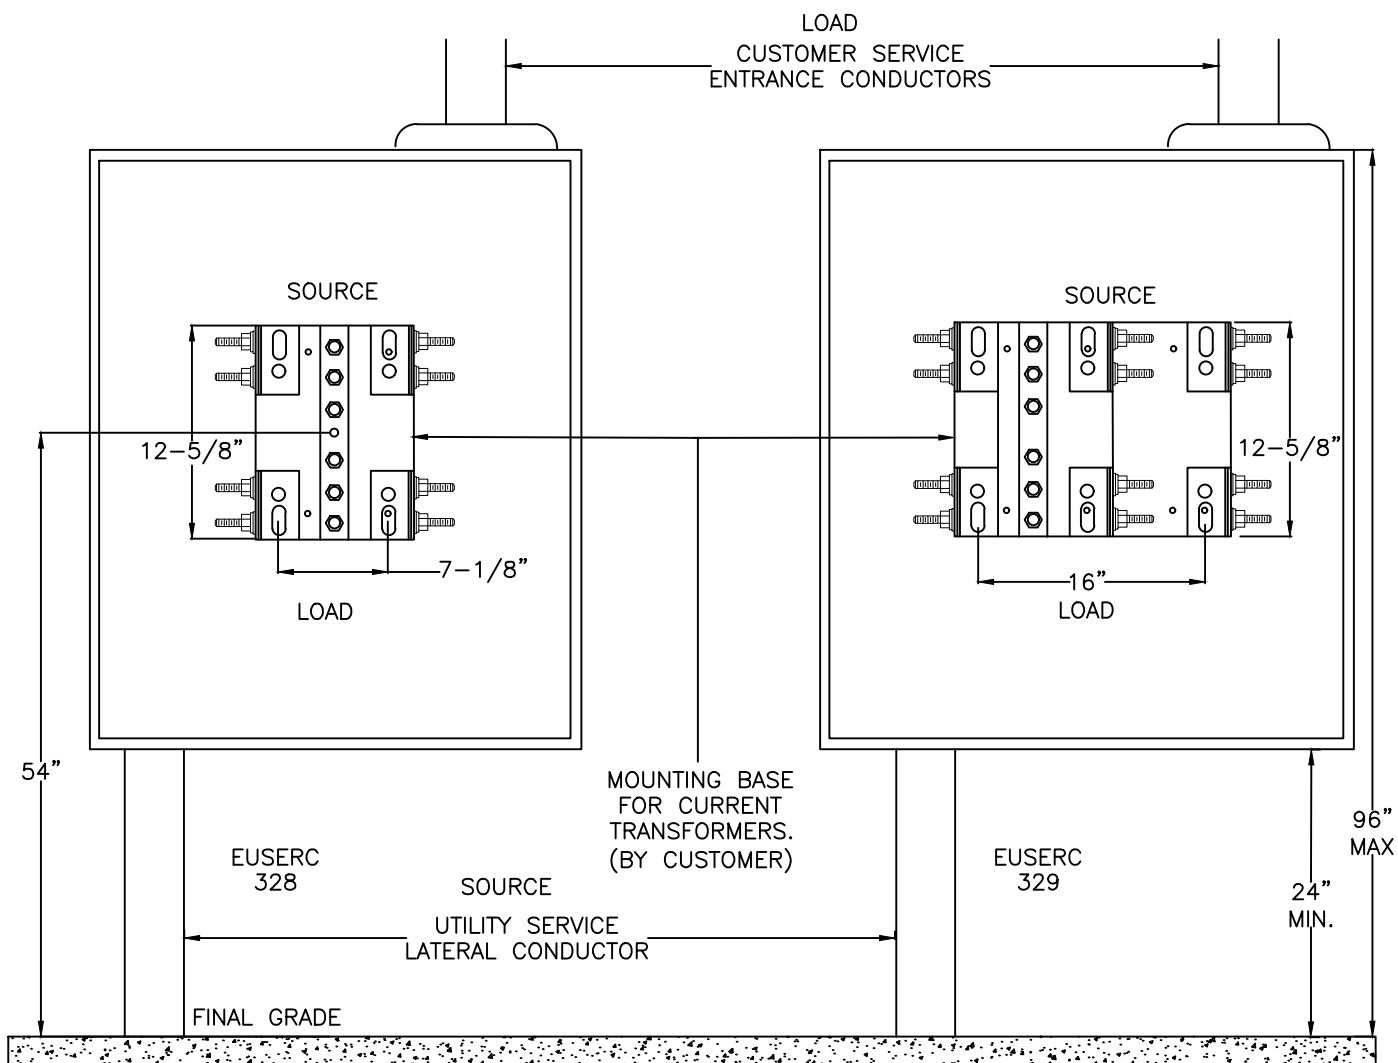 LOAD
CUSTOMER SERVICE
ENTRANCE CONDUCTORS
SOURCE
SOURCE
12-5/8"
12-5/8"
7-1/8"
16"
LOAD
LOAD
54"
MOUNTING BASE
FOR CURRENT
TRANSFORMERS.
(BY CUSTOMER)
96"
MAX
EUSERC
328
EUSERC
329
SOURCE
24"
MIN.
UTILITY SERVICE
LATERAL CONDUCTOR
FINAL GRADE